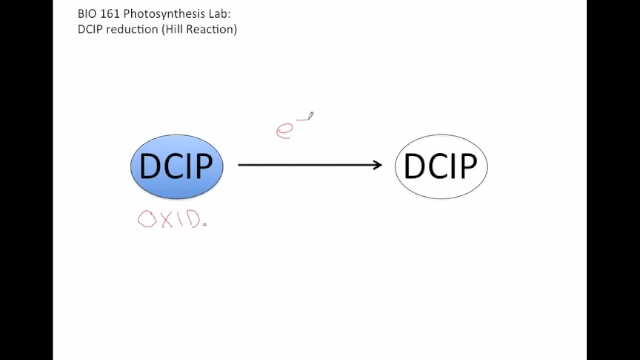 BIO 161 Photosynthesis Lab:
DCIP reduction (Hill Reaction)
e-
DCIP DCIP
OXID.